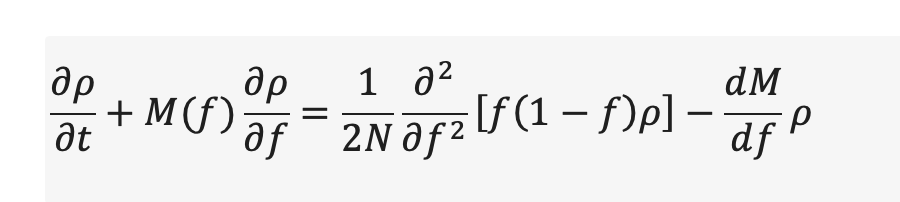 ∂ρ/∂t + M(f) ∂ρ/∂f = 1/2N ∂²/∂f² [f(1 − f)ρ] − dM/df ρ